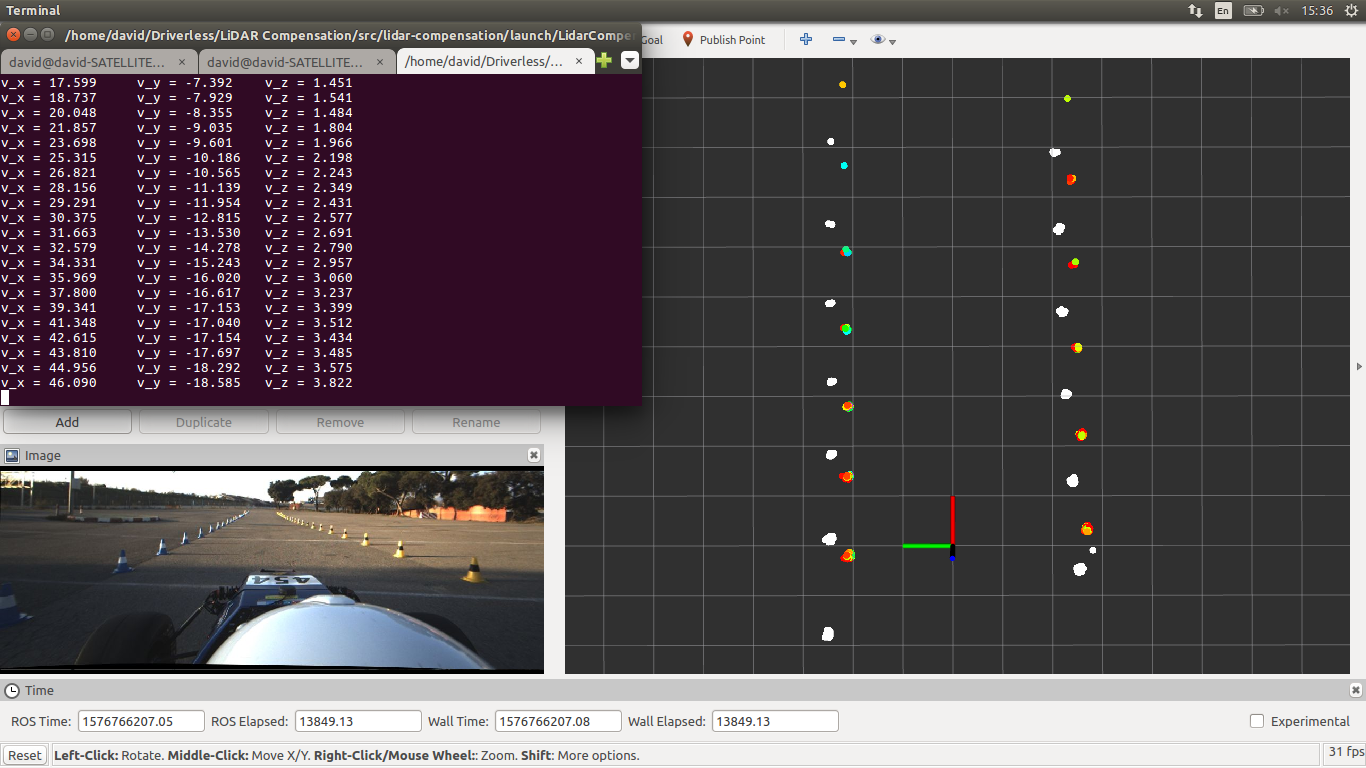 Terminal
En
15:36
/home/david/Driverless/LiDAR Compensation/src/lidar-compensation/launch/LidarComper
Goal
Publish Point
david@david-SATELLITE... × david@david-SATELLITE... × /home/david/Driverless/... ×
v_x = 17.599 v_y = -7.392 v_z = 1.451
v_x = 18.737 v_y = -7.929 v_z = 1.541
v_x = 20.048 v_y = -8.355 v_z = 1.484
v_x = 21.857 v_y = -9.035 v_z = 1.804
v_x = 23.698 v_y = -9.601 v_z = 1.966
v_x = 25.315 v_y = -10.186 v_z = 2.198
v_x = 26.821 v_y = -10.565 v_z = 2.243
v_x = 28.156 v_y = -11.139 v_z = 2.349
v_x = 29.291 v_y = -11.954 v_z = 2.431
v_x = 30.375 v_y = -12.815 v_z = 2.577
v_x = 31.663 v_y = -13.530 v_z = 2.691
v_x = 32.579 v_y = -14.278 v_z = 2.790
v_x = 34.331 v_y = -15.243 v_z = 2.957
v_x = 35.969 v_y = -16.020 v_z = 3.060
v_x = 37.800 v_y = -16.617 v_z = 3.237
v_x = 39.341 v_y = -17.153 v_z = 3.399
v_x = 41.348 v_y = -17.040 v_z = 3.512
v_x = 42.615 v_y = -17.154 v_z = 3.434
v_x = 43.810 v_y = -17.697 v_z = 3.485
v_x = 44.956 v_y = -18.292 v_z = 3.575
v_x = 46.090 v_y = -18.585 v_z = 3.822
Add Duplicate Remove Rename
Image
454
Time
ROS Time: 1576766207.05 ROS Elapsed: 13849.13 Wall Time: 1576766207.08 Wall Elapsed: 13849.13 Experimental
Reset Left-Click: Rotate. Middle-Click: Move X/Y. Right-Click/Mouse Wheel:: Zoom. Shift: More options. 31 fps